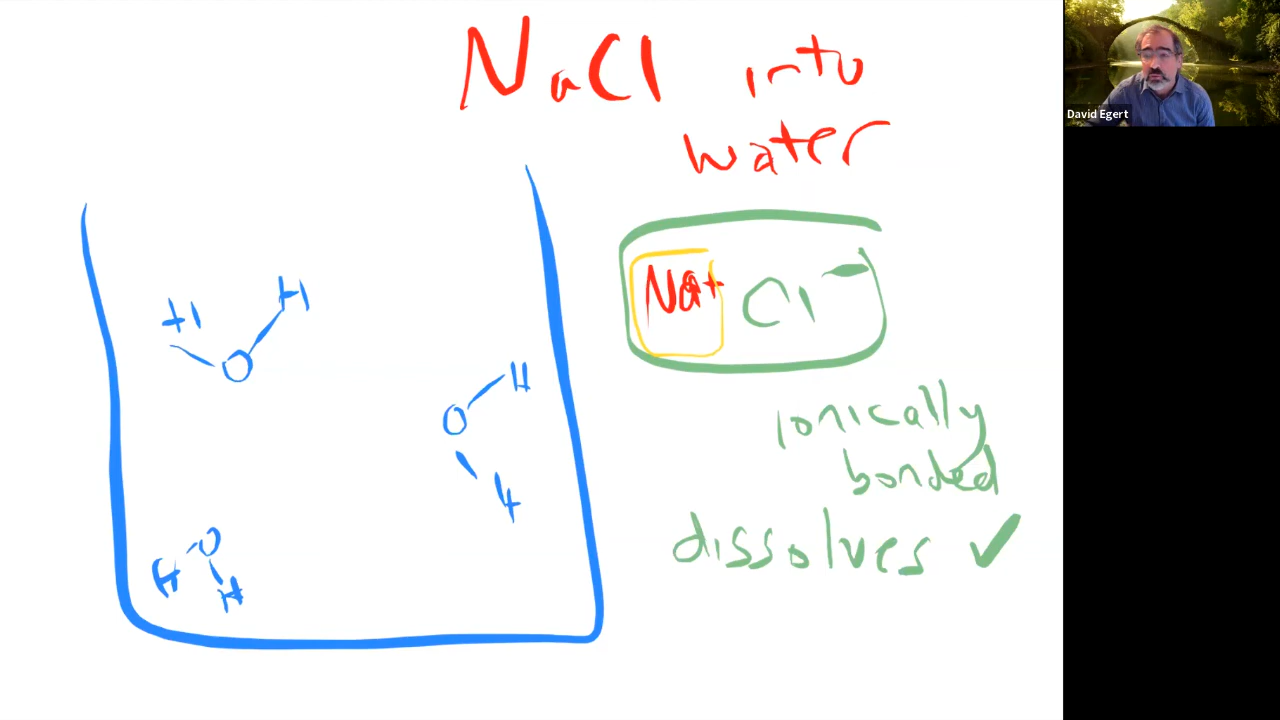 NaCl into
water
David Egert
Na+ Cl −
H H
O
O H
H
ionically
bonded
dissolves ✓
O
H H